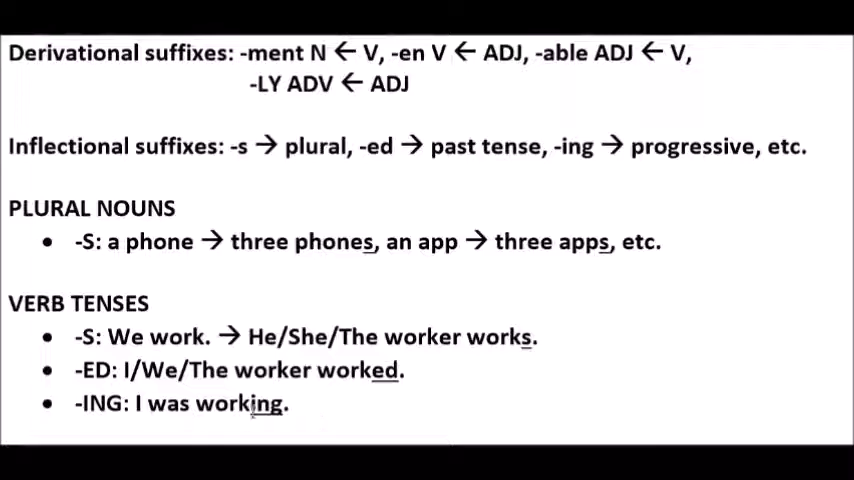 Derivational suffixes: -ment N ← V, -en V ← ADJ, -able ADJ ← V,
-LY ADV ← ADJ
Inflectional suffixes: -s → plural, -ed → past tense, -ing → progressive, etc.
PLURAL NOUNS
• -S: a phone → three phones, an app → three apps, etc.
VERB TENSES
• -S: We work. → He/She/The worker works.
• -ED: I/We/The worker worked.
• -ING: I was working.